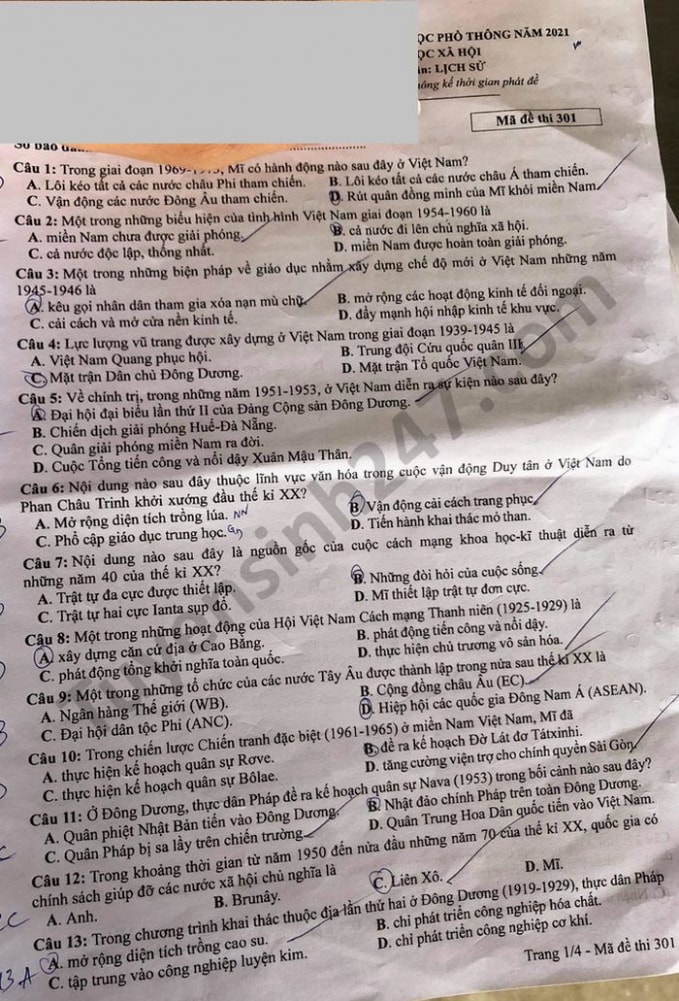 ỌC PHỔ THÔNG NĂM 2021
ỌC XÃ HỘI
n: LỊCH SỬ
ông kể thời gian phát đề
Mã đề thi 301
Số báo
Câu 1: Trong giai đoạn 1969-1973, Mĩ có hành động nào sau đây ở Việt Nam?
A. Lôi kéo tất cả các nước châu Phi tham chiến. B. Lôi kéo tất cả các nước châu Á tham chiến.
C. Vận động các nước Đông Âu tham chiến. D. Rút quân đồng minh của Mĩ khỏi miền Nam.
Câu 2: Một trong những biểu hiện của tình hình Việt Nam giai đoạn 1954-1960 là
A. miền Nam chưa được giải phóng. B. cả nước đi lên chủ nghĩa xã hội.
C. cả nước độc lập, thống nhất. D. miền Nam được hoàn toàn giải phóng.
Câu 3: Một trong những biện pháp về giáo dục nhằm xây dựng chế độ mới ở Việt Nam những năm
1945-1946 là
A. kêu gọi nhân dân tham gia xóa nạn mù chữ. B. mở rộng các hoạt động kinh tế đối ngoại.
C. cải cách và mở cửa nền kinh tế. D. đẩy mạnh hội nhập kinh tế khu vực.
Câu 4: Lực lượng vũ trang được xây dựng ở Việt Nam trong giai đoạn 1939-1945 là
A. Việt Nam Quang phục hội. B. Trung đội Cứu quốc quân III.
C. Mặt trận Dân chủ Đông Dương. D. Mặt trận Tổ quốc Việt Nam.
Câu 5: Về chính trị, trong những năm 1951-1953, ở Việt Nam diễn ra sự kiện nào sau đây?
A. Đại hội đại biểu lần thứ II của Đảng Cộng sản Đông Dương.
B. Chiến dịch giải phóng Huế-Đà Nẵng.
C. Quân giải phóng miền Nam ra đời.
D. Cuộc Tổng tiến công và nổi dậy Xuân Mậu Thân.
Câu 6: Nội dung nào sau đây thuộc lĩnh vực văn hóa trong cuộc vận động Duy tân ở Việt Nam do
Phan Châu Trinh khởi xướng đầu thế kỉ XX?
A. Mở rộng diện tích trồng lúa. NN B. Vận động cải cách trang phục.
C. Phổ cập giáo dục trung học. GD D. Tiến hành khai thác mỏ than.
Câu 7: Nội dung nào sau đây là nguồn gốc của cuộc cách mạng khoa học-kĩ thuật diễn ra từ
những năm 40 của thế kỉ XX?
A. Trật tự đa cực được thiết lập. B. Những đòi hỏi của cuộc sống.
C. Trật tự hai cực Ianta sụp đổ. D. Mĩ thiết lập trật tự đơn cực.
Câu 8: Một trong những hoạt động của Hội Việt Nam Cách mạng Thanh niên (1925-1929) là
A. xây dựng căn cứ địa ở Cao Bằng. B. phát động tiến công và nổi dậy.
C. phát động tổng khởi nghĩa toàn quốc. D. thực hiện chủ trương vô sản hóa.
Câu 9: Một trong những tổ chức của các nước Tây Âu được thành lập trong nửa sau thế kỉ XX là
A. Ngân hàng Thế giới (WB). B. Cộng đồng châu Âu (EC).
C. Đại hội dân tộc Phi (ANC). D. Hiệp hội các quốc gia Đông Nam Á (ASEAN).
Câu 10: Trong chiến lược Chiến tranh đặc biệt (1961-1965) ở miền Nam Việt Nam, Mĩ đã
A. thực hiện kế hoạch quân sự Rơve. B. đề ra kế hoạch Đờ Lát đơ Tátxinhi.
C. thực hiện kế hoạch quân sự Bôlae. D. tăng cường viện trợ cho chính quyền Sài Gòn.
Câu 11: Ở Đông Dương, thực dân Pháp đề ra kế hoạch quân sự Nava (1953) trong bối cảnh nào sau đây?
A. Quân phiệt Nhật Bản tiến vào Đông Dương. B. Nhật đảo chính Pháp trên toàn Đông Dương.
C. Quân Pháp bị sa lầy trên chiến trường. D. Quân Trung Hoa Dân quốc tiến vào Việt Nam.
Câu 12: Trong khoảng thời gian từ năm 1950 đến nửa đầu những năm 70 của thế kỉ XX, quốc gia có
chính sách giúp đỡ các nước xã hội chủ nghĩa là
A. Anh. B. Brunây. C. Liên Xô. D. Mĩ.
Câu 13: Trong chương trình khai thác thuộc địa lần thứ hai ở Đông Dương (1919-1929), thực dân Pháp
A. mở rộng diện tích trồng cao su. B. chỉ phát triển công nghiệp hóa chất.
C. tập trung vào công nghiệp luyện kim. D. chỉ phát triển công nghiệp cơ khí.
13 A
Trang 1/4 - Mã đề thi 301
Tuyensinh247.com